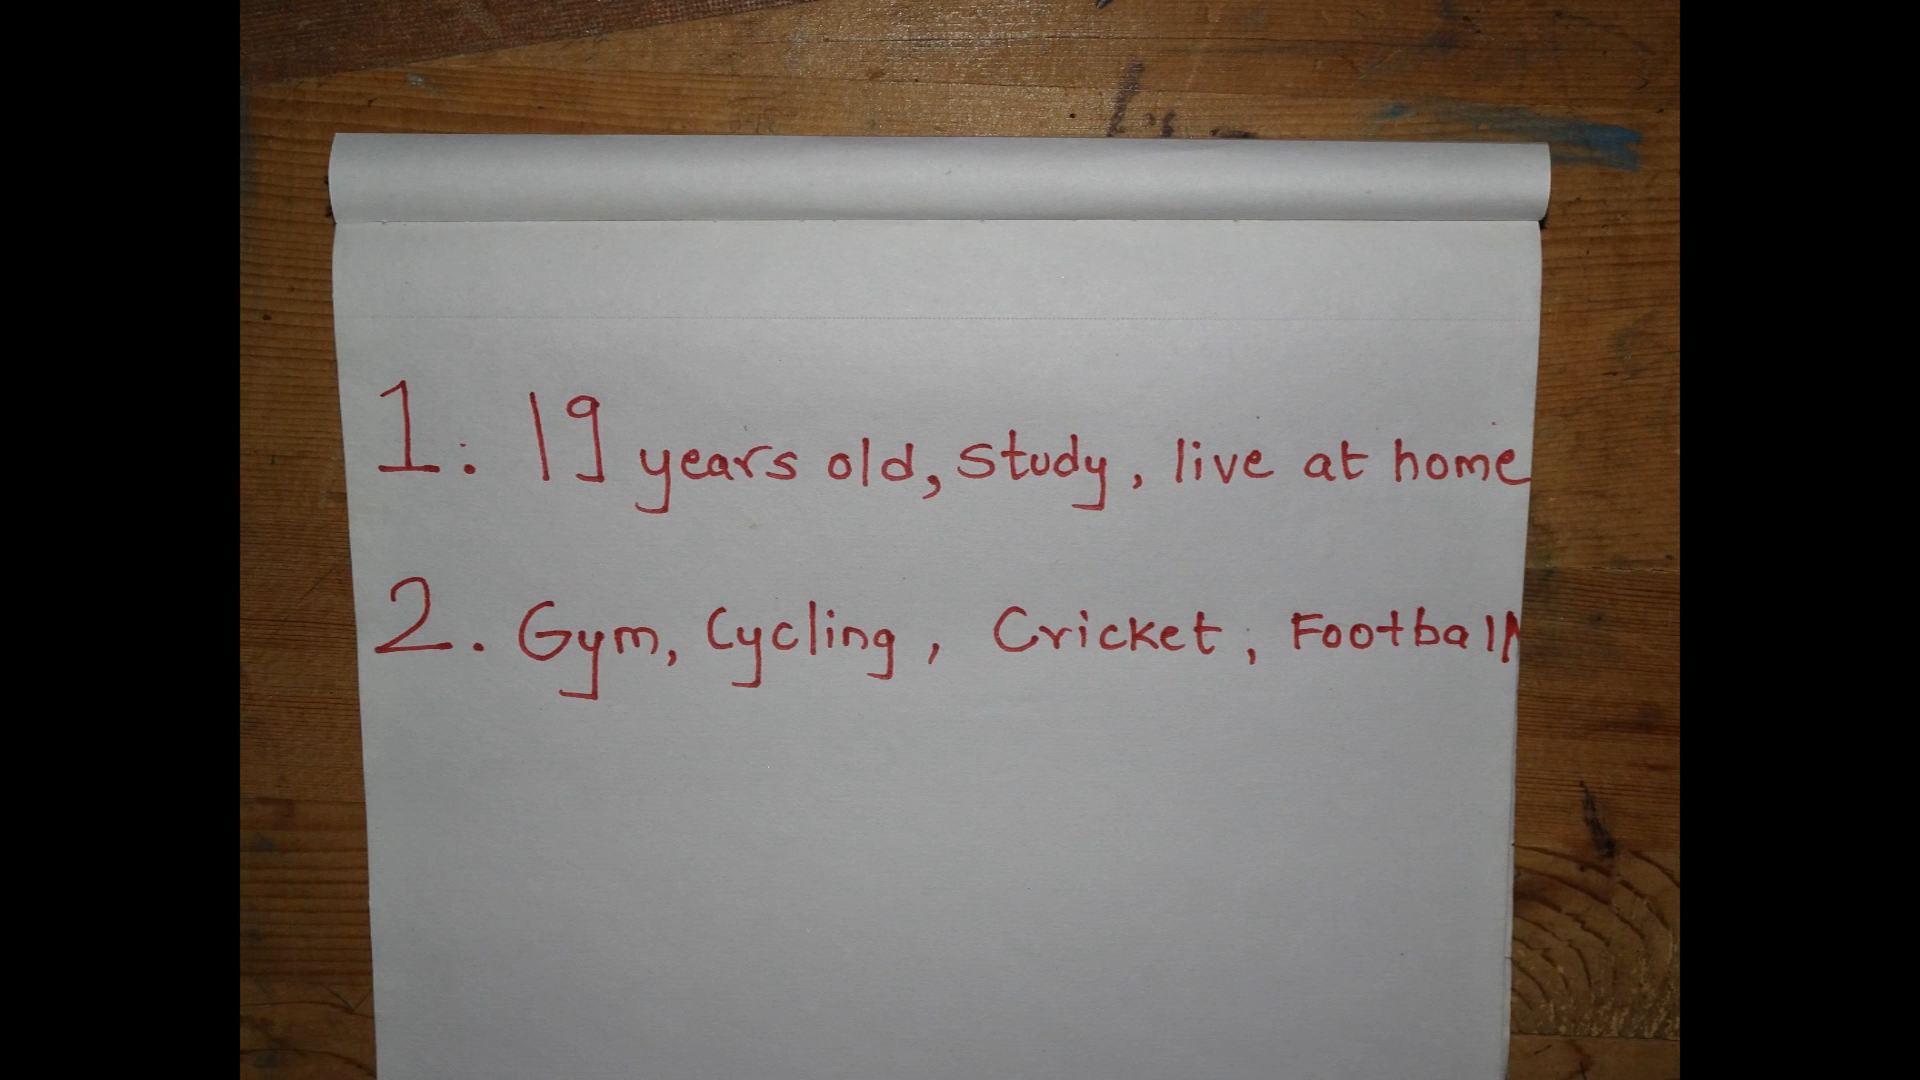 1. 19 years old, study, live at home
2. Gym, Cycling, Cricket, Football